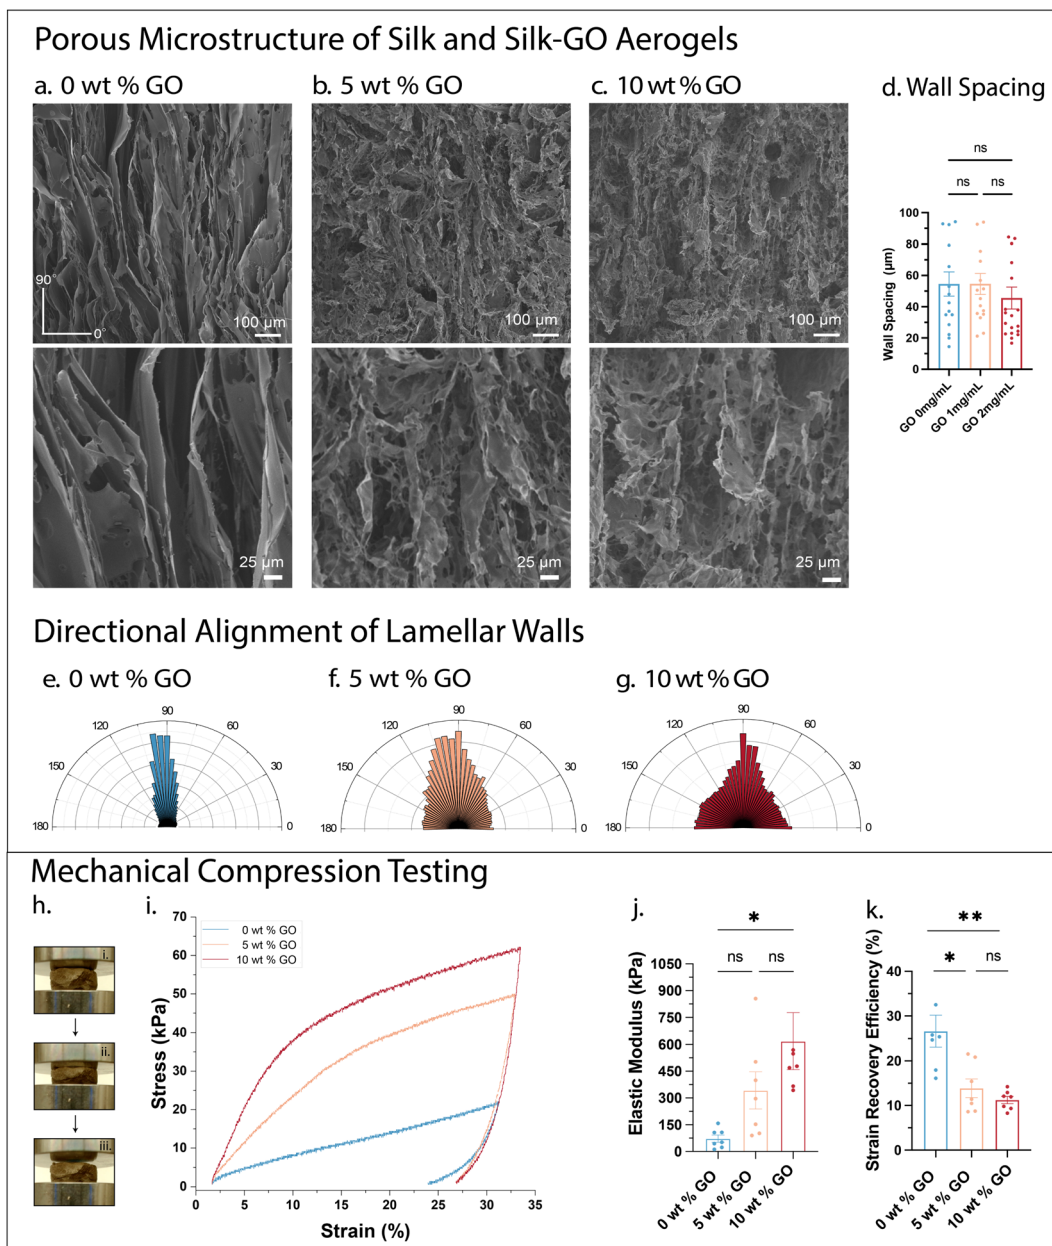 Porous Microstructure of Silk and Silk-GO Aerogels
a. 0 wt % GO
b. 5 wt % GO
c. 10 wt % GO
d. Wall Spacing
90°
0°
100 µm
100 µm
100 µm
25 µm
25 µm
25 µm
ns
ns
ns
Wall Spacing (µm)
100
80
60
40
20
0
GO 0mg/mL
GO 1mg/mL
GO 2mg/mL
Directional Alignment of Lamellar Walls
e. 0 wt % GO
f. 5 wt % GO
g. 10 wt % GO
90
120
60
150
30
180
0
90
120
60
150
30
180
0
90
120
60
150
30
180
0
Mechanical Compression Testing
h.
i.
ii.
iii.
i.
0 wt % GO
5 wt % GO
10 wt % GO
Stress (kPa)
70
60
50
40
30
20
10
0
0
5
10
15
20
25
30
35
Strain (%)
j.
*
ns
ns
Elastic Modulus (kPa)
1050
900
750
600
450
300
150
0
0 wt % GO
5 wt % GO
10 wt % GO
k.
**
*
ns
Strain Recovery Efficiency (%)
40
30
20
10
0
0 wt % GO
5 wt % GO
10 wt % GO